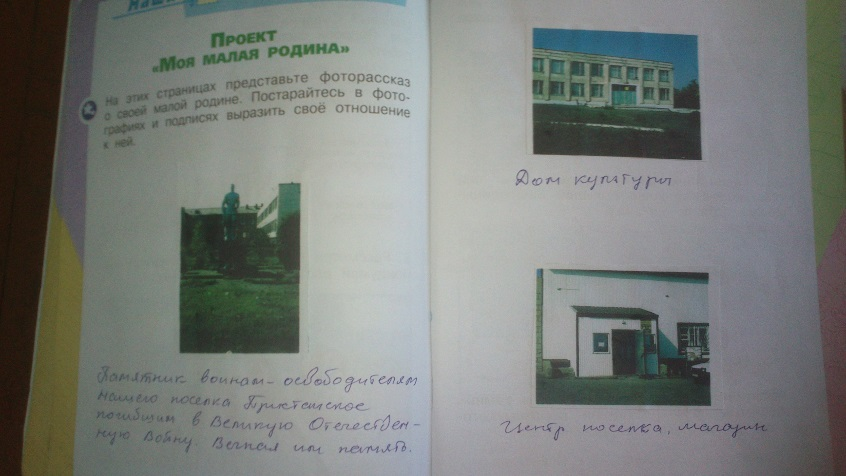 Проект
«Моя малая родина»
На этих страницах представьте фоторассказ
о своей малой родине. Постарайтесь в фото-
графиях и подписях выразить своё отношение
к ней.
Памятник воинам-освободителям
нашего поселка
погибшим в Великую Отечествен-
ную Войну. Вечная им память.
Дом культуры
Центр поселка, магазин